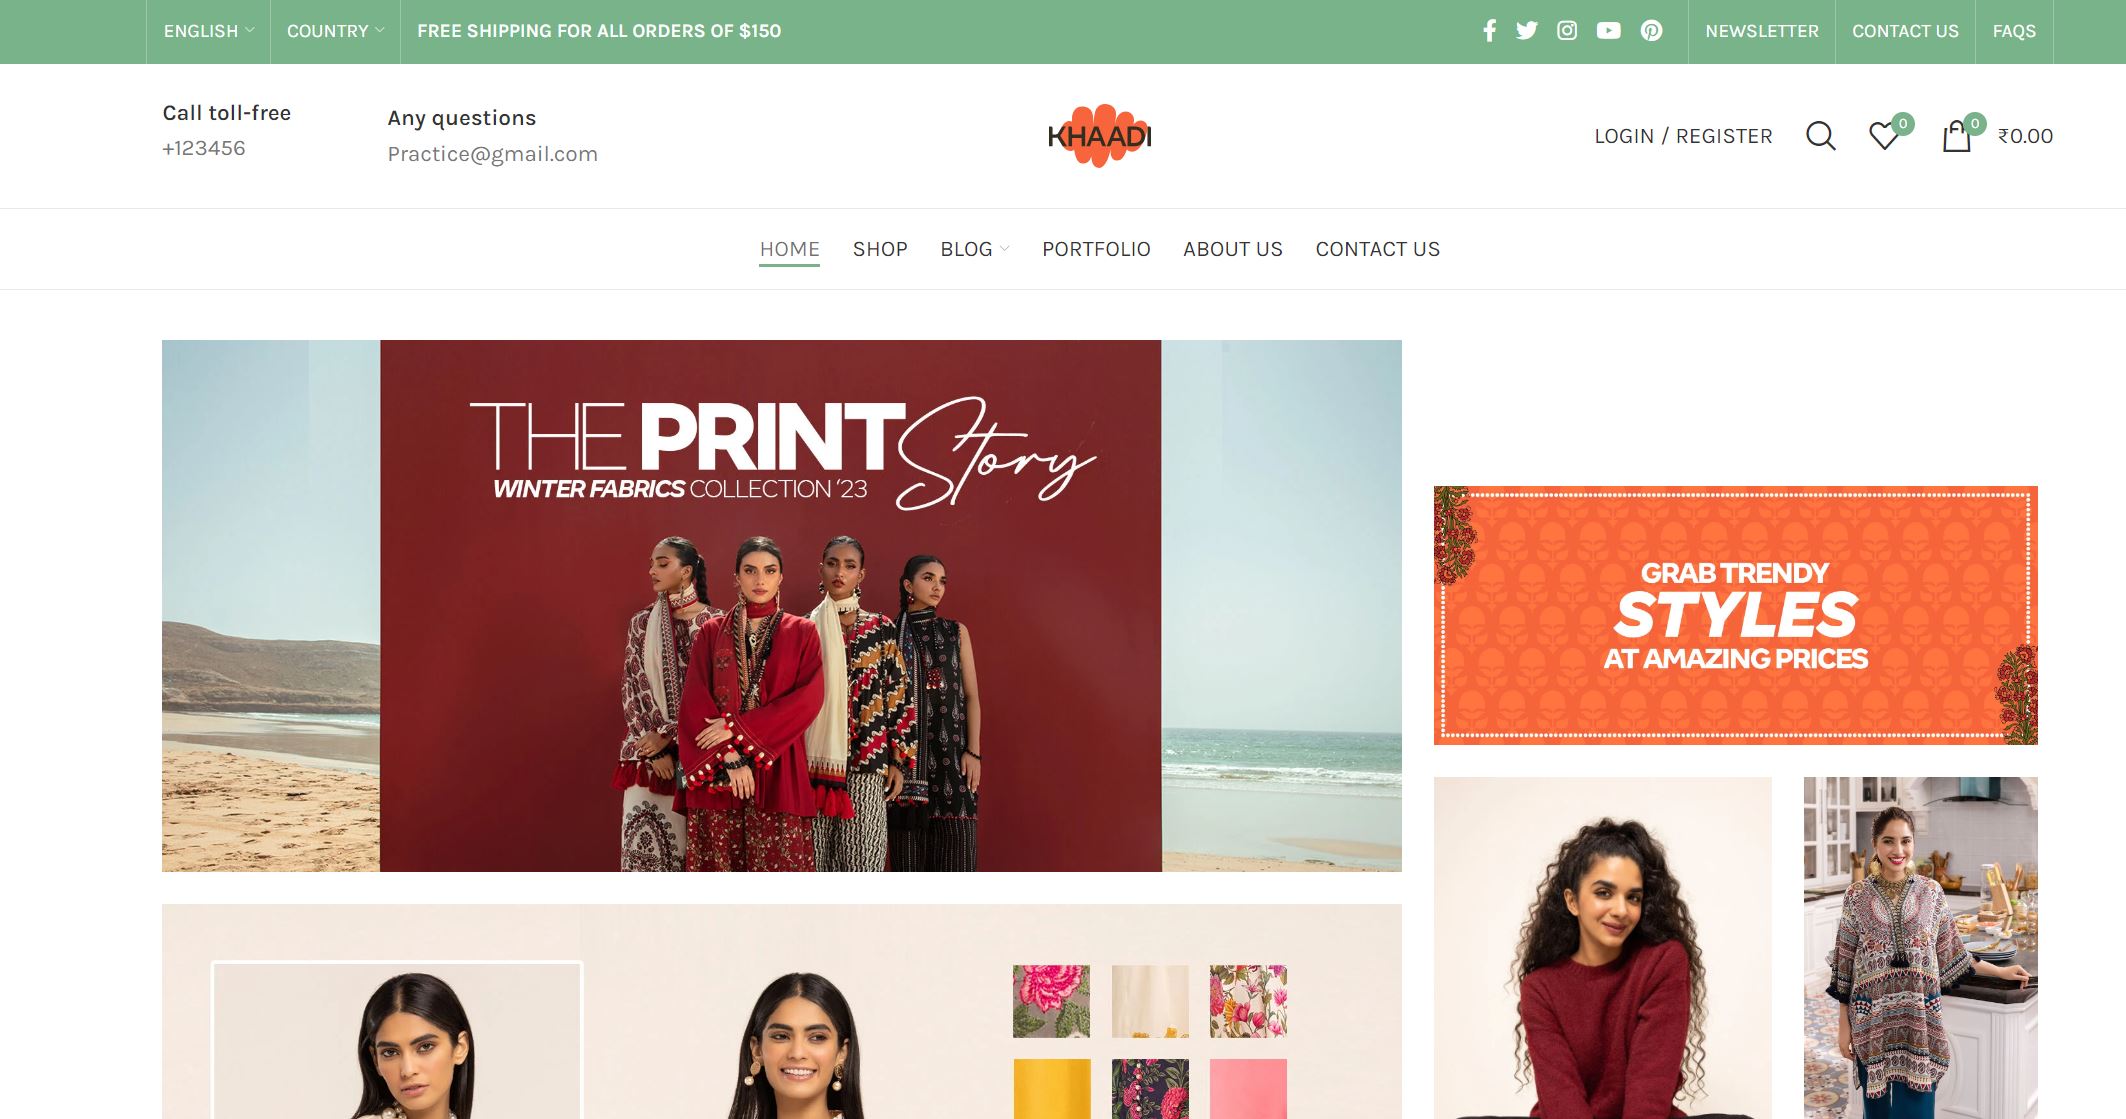 ENGLISH
COUNTRY
FREE SHIPPING FOR ALL ORDERS OF $150
NEWSLETTER
CONTACT US
FAQS
Call toll-free
+123456
Any questions
Practice@gmail.com
KHAADI
LOGIN / REGISTER
0
0
₹0.00
HOME
SHOP
BLOG
PORTFOLIO
ABOUT US
CONTACT US
THE PRINT Story
WINTER FABRICS COLLECTION '23
GRAB TRENDY
STYLES
AT AMAZING PRICES